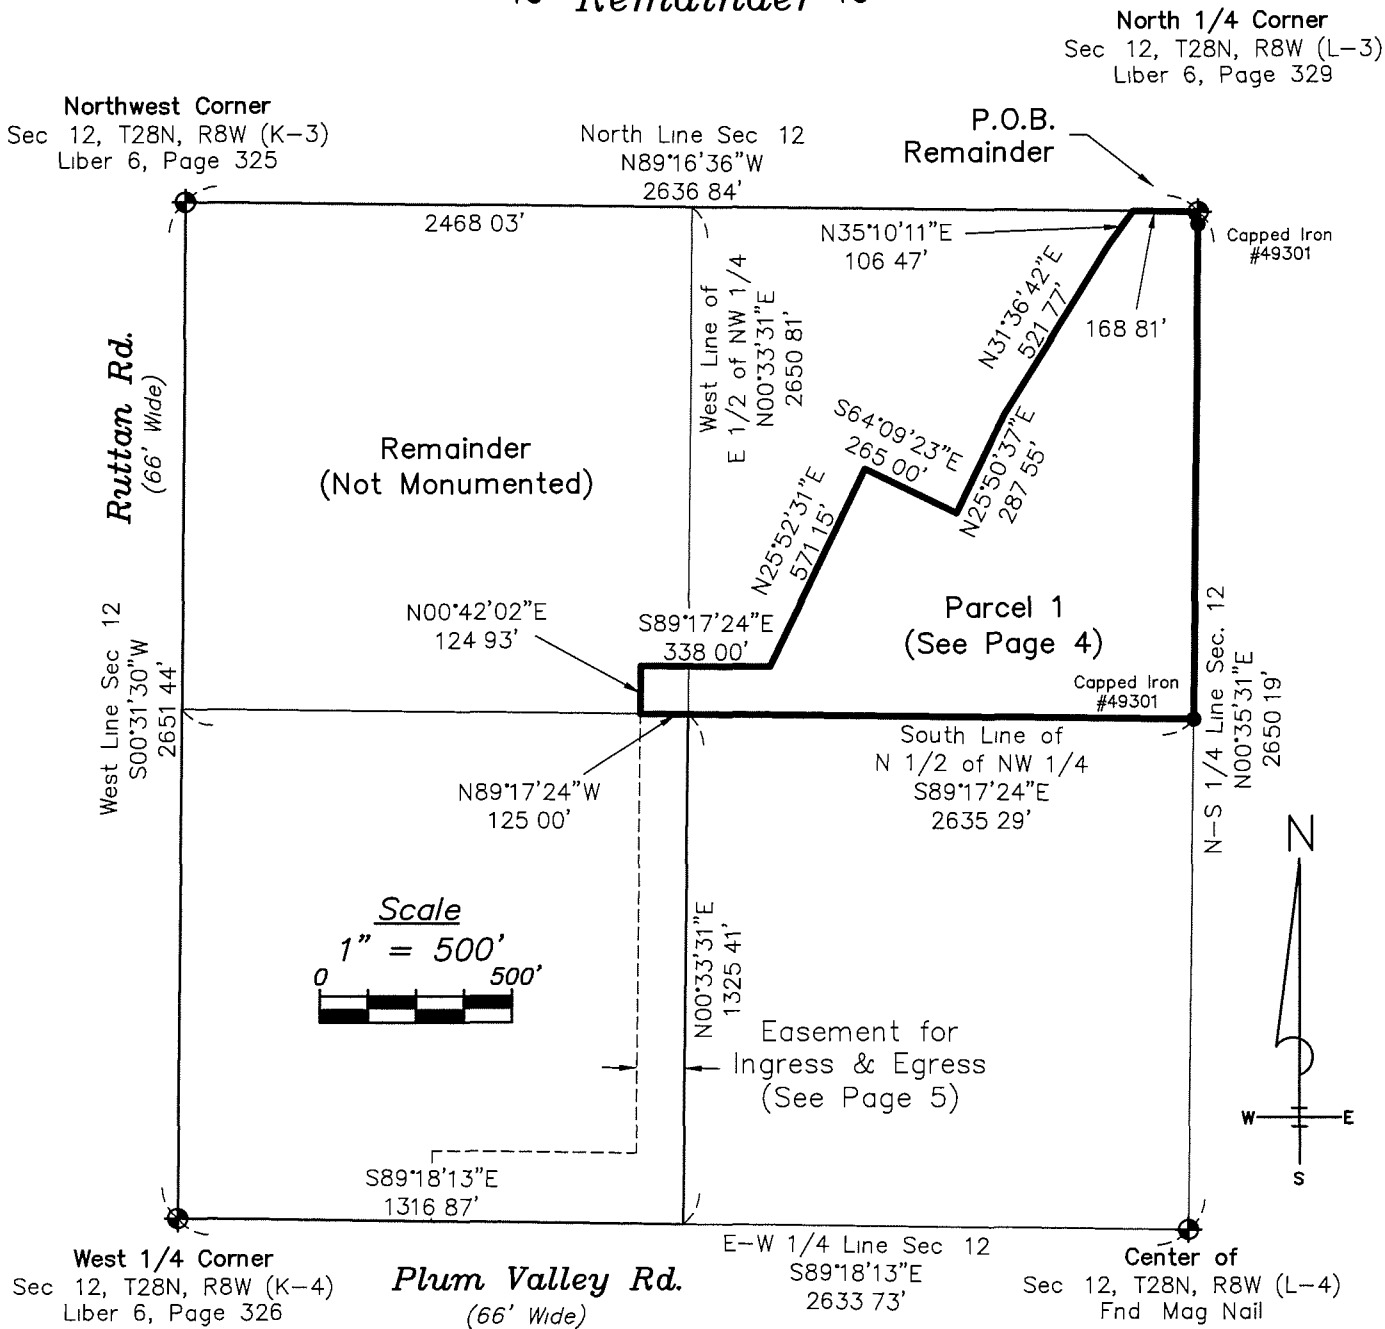 Remainder
North 1/4 Corner
Sec 12, T28N, R8W (L-3)
Liber 6, Page 329
Northwest Corner
Sec 12, T28N, R8W (K-3)
Liber 6, Page 325
North Line Sec 12
N89°16'36"W
2636 84'
P.O.B.
Remainder
2468 03'
N35°10'11"E
106 47'
Capped Iron
#49301
168 81'
N31°36'42"E
521 77'
West Line of
E 1/2 of NW 1/4
N00°33'31"E
2650 81'
Ruttan Rd.
(66' Wide)
Remainder
(Not Monumented)
S64°09'23"E
265 00'
N25°50'37"E
287 55'
N25°52'31"E
571 15'
N00°42'02"E
124 93'
S89°17'24"E
338 00'
Parcel 1
(See Page 4)
Capped Iron
#49301
West Line Sec 12
S00°31'30"W
2651 44'
N-S 1/4 Line Sec. 12
N00°35'31"E
2650 19'
N89°17'24"W
125 00'
South Line of
N 1/2 of NW 1/4
S89°17'24"E
2635 29'
N
Scale
1" = 500'
0 500'
N00°33'31"E
1325 41'
Easement for
Ingress & Egress
(See Page 5)
W E
S
S89°18'13"E
1316 87'
West 1/4 Corner
Sec 12, T28N, R8W (K-4)
Liber 6, Page 326
Plum Valley Rd.
(66' Wide)
E-W 1/4 Line Sec 12
S89°18'13"E
2633 73'
Center of
Sec 12, T28N, R8W (L-4)
Fnd Mag Nail